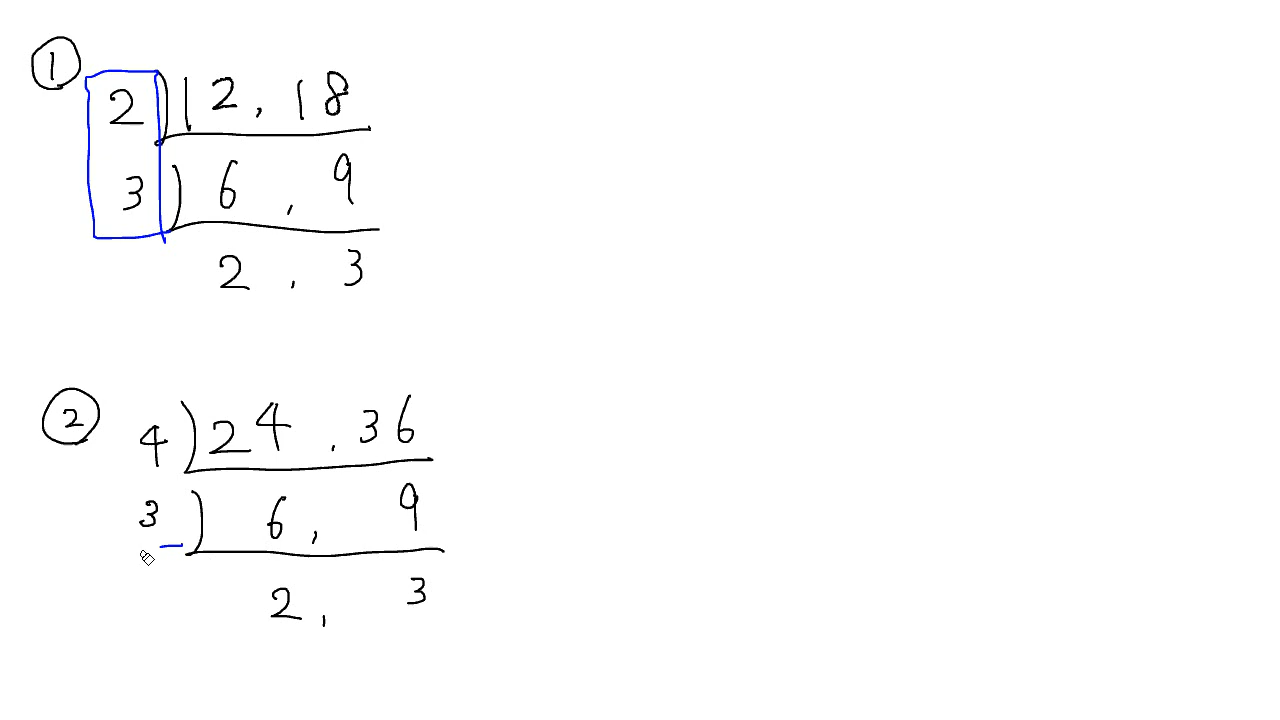 ① 2)12, 18
3) 6, 9
2, 3
② 4)24, 36
3) 6, 9
2, 3